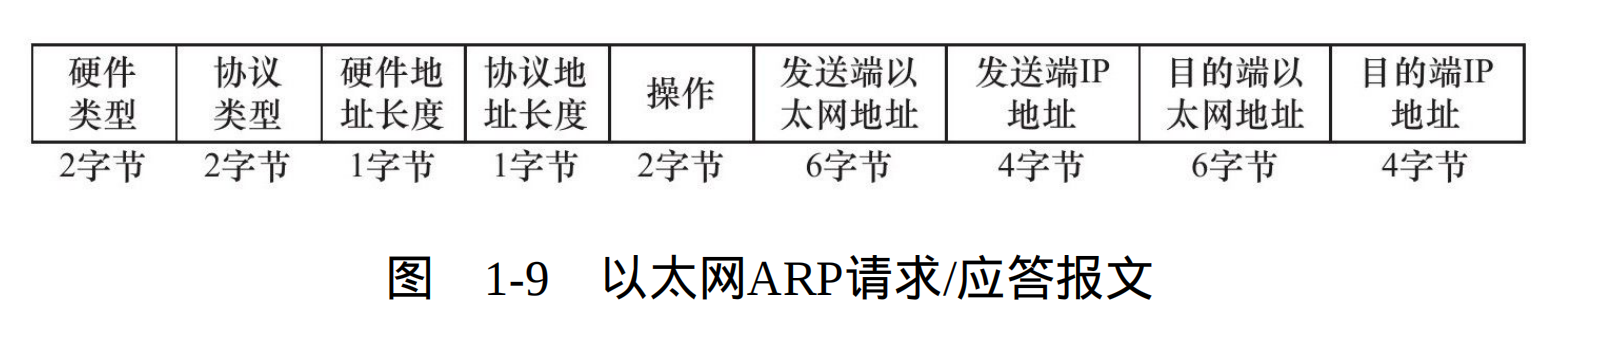 硬件 类型
协议 类型
硬件地 址长度
协议地 址长度
操作
发送端以 太网地址
发送端IP 地址
目的端以 太网地址
目的端IP 地址
2字节 2字节 1字节 1字节 2字节 6字节 4字节 6字节 4字节
图 1-9 以太网ARP请求/应答报文